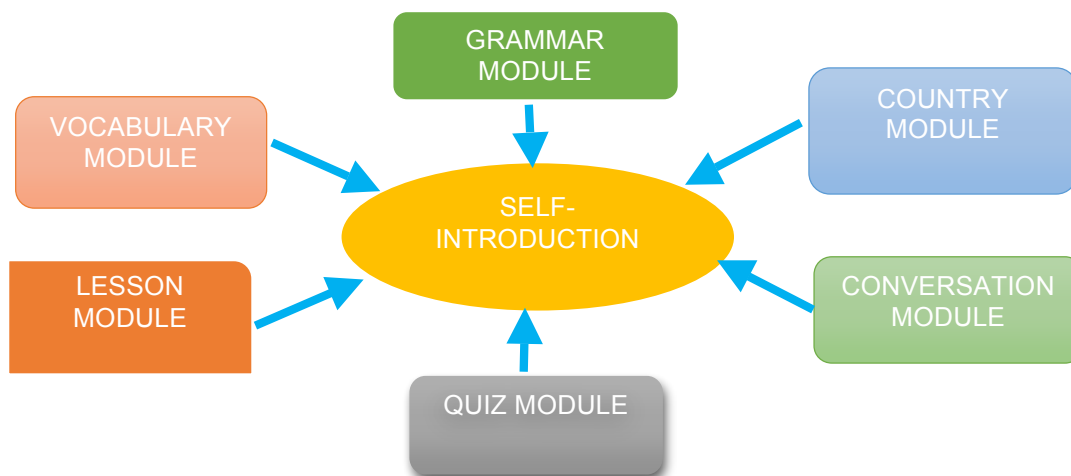 GRAMMAR
MODULE
VOCABULARY
MODULE
COUNTRY
MODULE
SELF-
INTRODUCTION
LESSON
MODULE
CONVERSATION
MODULE
QUIZ MODULE